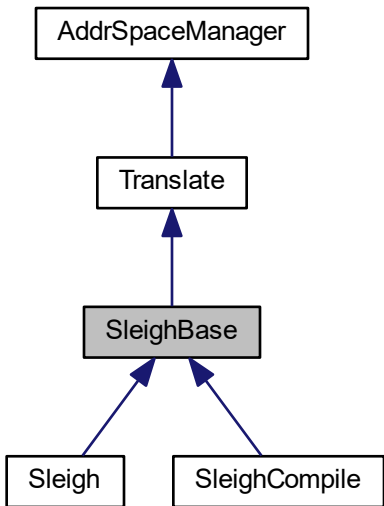 AddrSpaceManager
Translate
SleighBase
Sleigh
SleighCompile